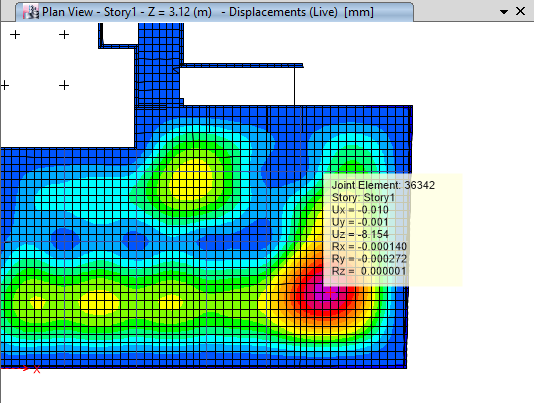 Plan View - Story1 - Z = 3.12 (m)   - Displacements (Live)  [mm]
Joint Element: 36342
Story: Story1
Ux = -0.010
Uy = -0.001
Uz = -8.154
Rx = -0.000140
Ry = -0.000272
Rz =  0.000001
X